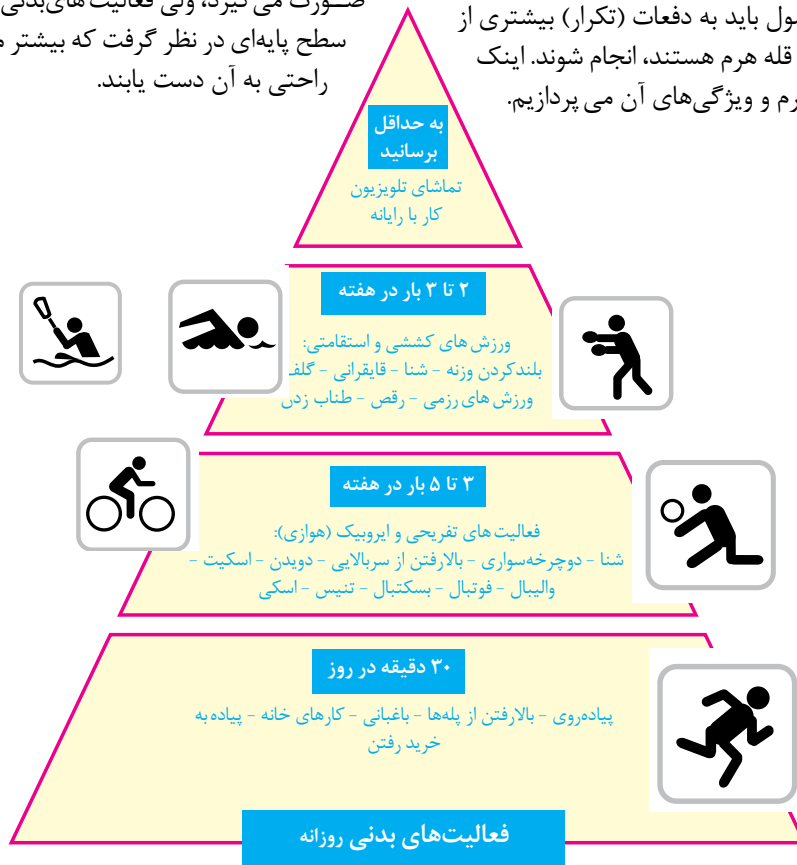 باید به دفعات (تکرار) بیشتری از
قله هرم هستند، انجام شوند. اینک
و ویژگی‌های آن می پردازیم.
صـورت می گیرد، ولی فعالیت های‌بدنی
سطح پایه‌ای در نظر گرفت که بیشتر
راحتی به آن دست یابند.
به حداقل
برسانید
تماشای تلویزیون
کار با رایانه
۲ تا ۳ بار در هفته
ورزش های کششی و استقامتی:
بلندکردن وزنه - شنا - قایقرانی - گلف
ورزش های رزمی - رقص - طناب زدن
۳ تا ۵ بار در هفته
فعالیت های تفریحی و ایروبیک (هوازی):
شنا - دوچرخه‌سواری - بالارفتن از سربالایی - دویدن - اسکیت -
والیبال - فوتبال - بسکتبال - تنیس - اسکی
۳۰ دقیقه در روز
پیاده‌روی - بالارفتن از پله‌ها - باغبانی - کارهای خانه - پیاده به
خرید رفتن
فعالیت‌های بدنی روزانه